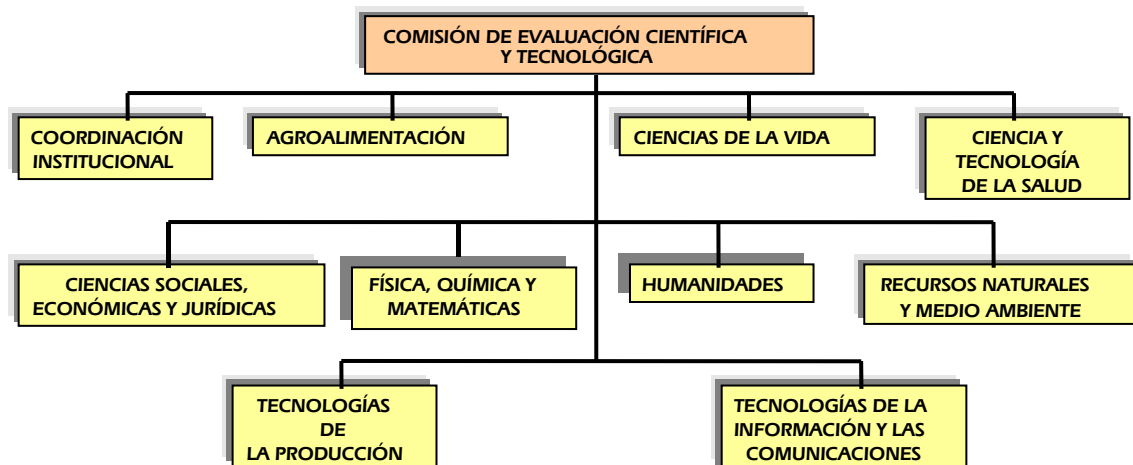 COMISIÓN DE EVALUACIÓN CIENTÍFICA
Y TECNOLÓGICA
COORDINACIÓN
INSTITUCIONAL
AGROALIMENTACIÓN
CIENCIAS DE LA VIDA
CIENCIA Y
TECNOLOGÍA
DE LA SALUD
CIENCIAS SOCIALES,
ECONÓMICAS Y JURÍDICAS
FÍSICA, QUÍMICA Y
MATEMÁTICAS
HUMANIDADES
RECURSOS NATURALES
Y MEDIO AMBIENTE
TECNOLOGÍAS
DE
LA PRODUCCIÓN
TECNOLOGÍAS DE LA
INFORMACIÓN Y LAS
COMUNICACIONES